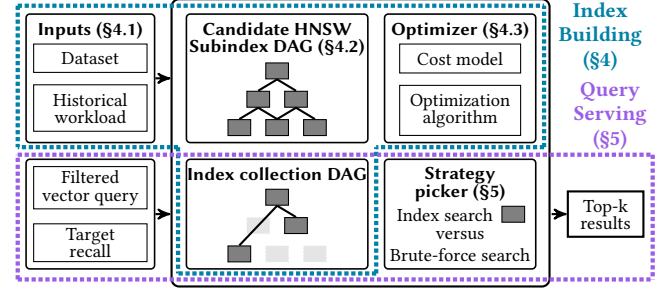 Inputs (§4.1)
Dataset
Historical
workload
Candidate HNSW
Subindex DAG (§4.2)
Optimizer (§4.3)
Cost model
Optimization
algorithm
Index
Building
(§4)
Query
Serving
(§5)
Filtered
vector query
Target
recall
Index collection DAG
Strategy
picker (§5)
Index search
versus
Brute-force search
Top-k
results